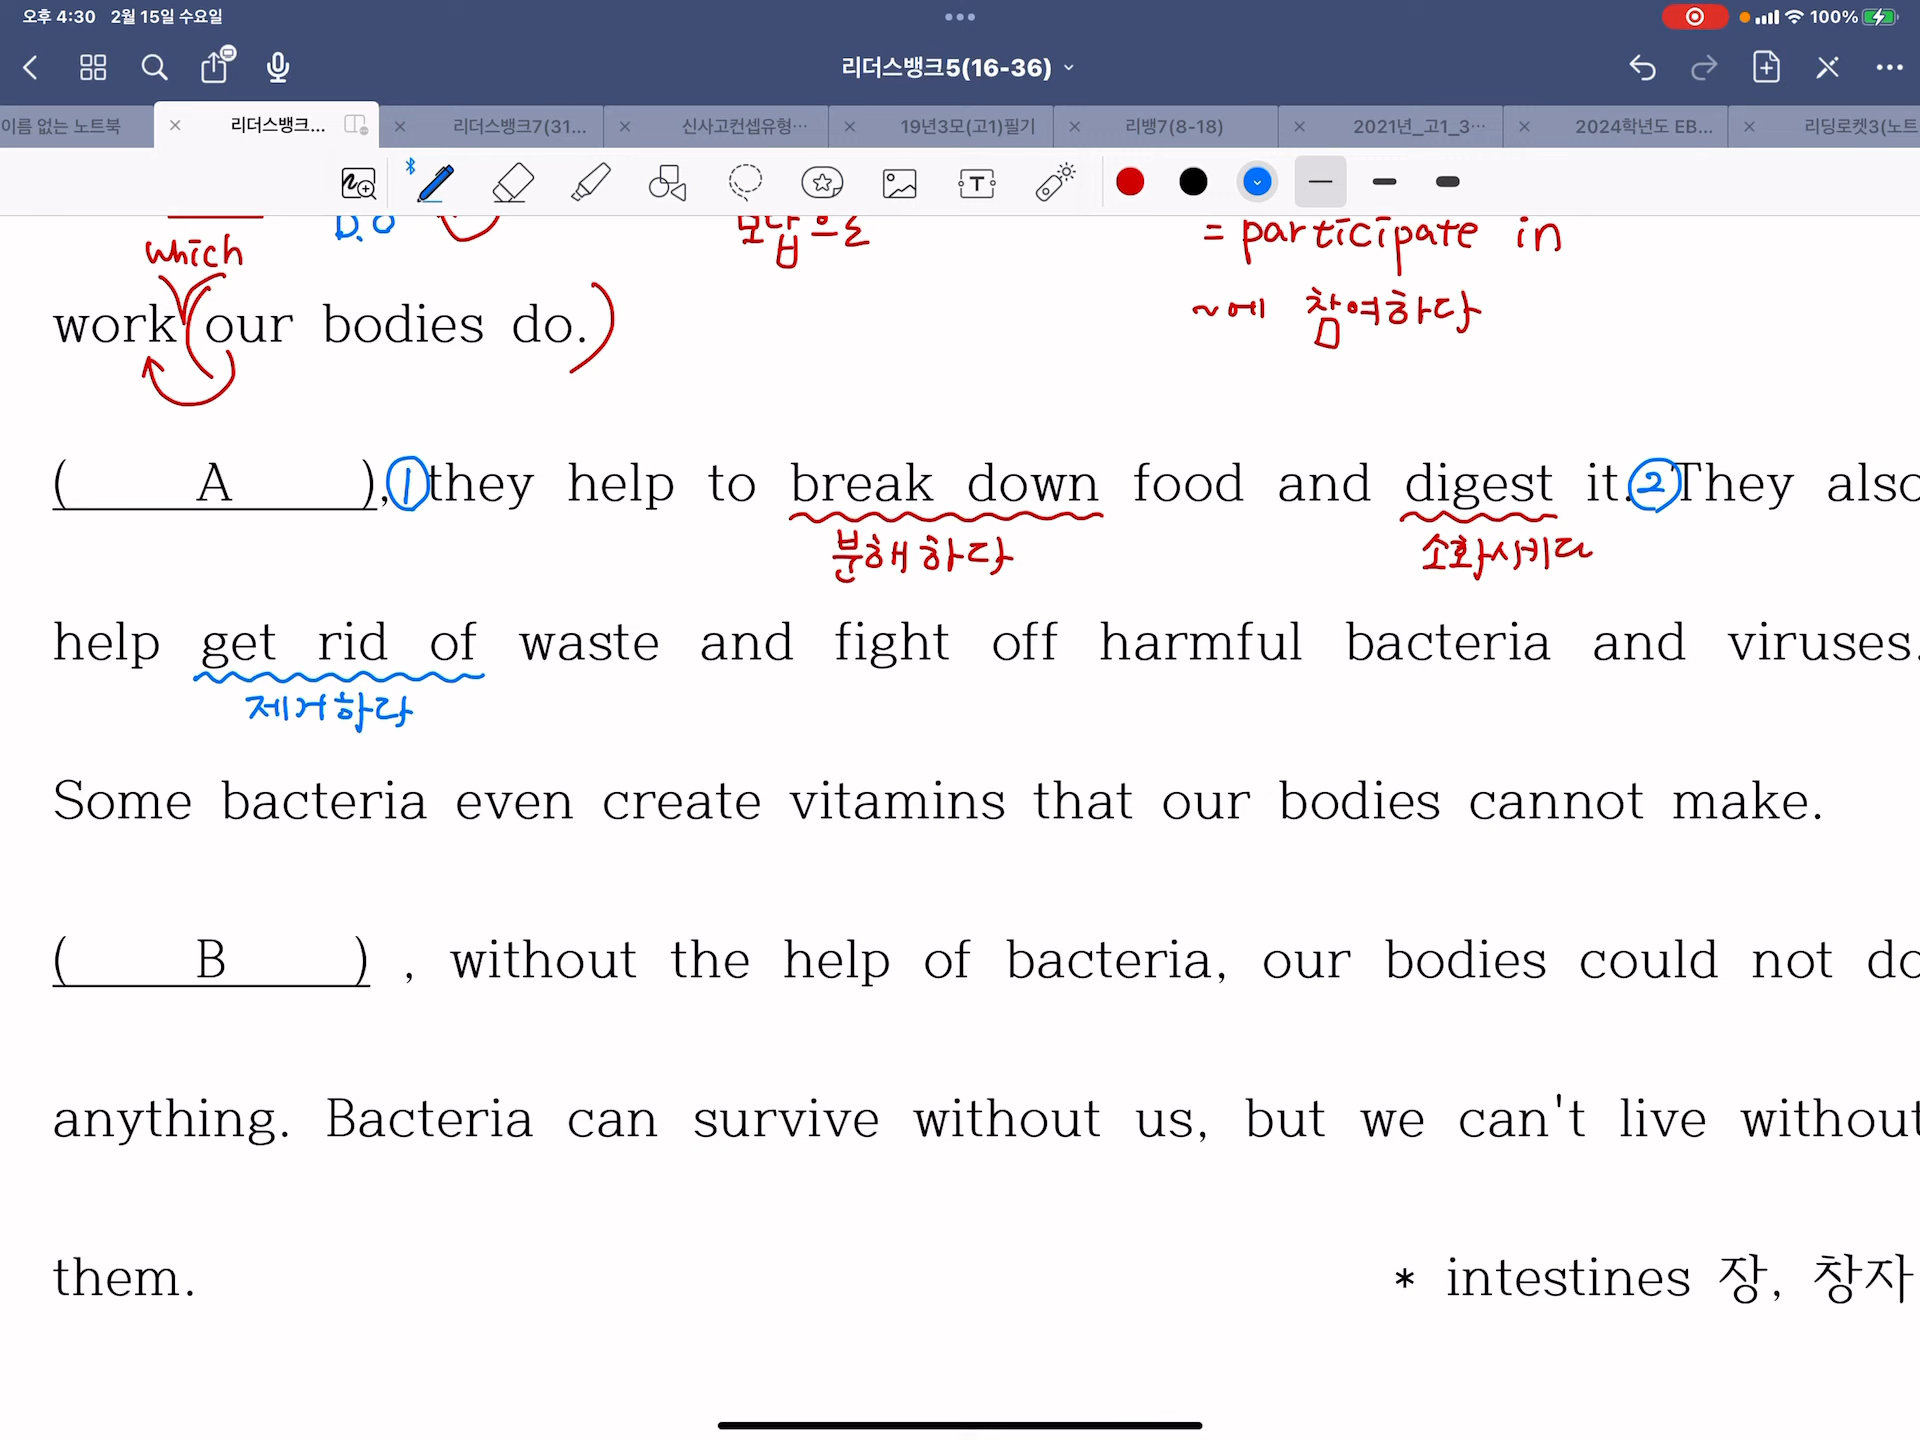 오후 4:30 2월 15일 수요일
100%
리더스뱅크5(16-36)
이름 없는 노트북
리더스뱅크...
리더스뱅크7(31...
신사고컨셉유형...
19년3모(고1)필기
리뱅7(8-18)
2021년_고1_3...
2024학년도 EB...
리딩로켓3(노트
which D.O = participate in
work our bodies do. ~에 참여하다
( A ), ① they help to break down food and digest it. ② They also
분해하다 소화시키다
help get rid of waste and fight off harmful bacteria and viruses.
제거하다
Some bacteria even create vitamins that our bodies cannot make.
( B ) , without the help of bacteria, our bodies could not do
anything. Bacteria can survive without us, but we can't live without
them. * intestines 장, 창자